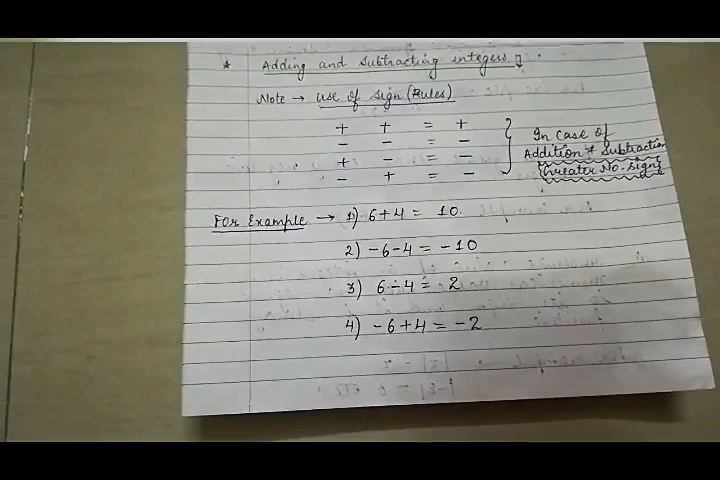 * Adding and Subtracting integers
Note → use of sign (Rules)
+ + = +
- - = -
+ - = -
- + = -
In case of
Addition & Subtraction
Greater No. sign
For Example → 1) 6+4 = 10
2) -6-4 = -10
3) 6-4 = 2
4) -6+4 = -2